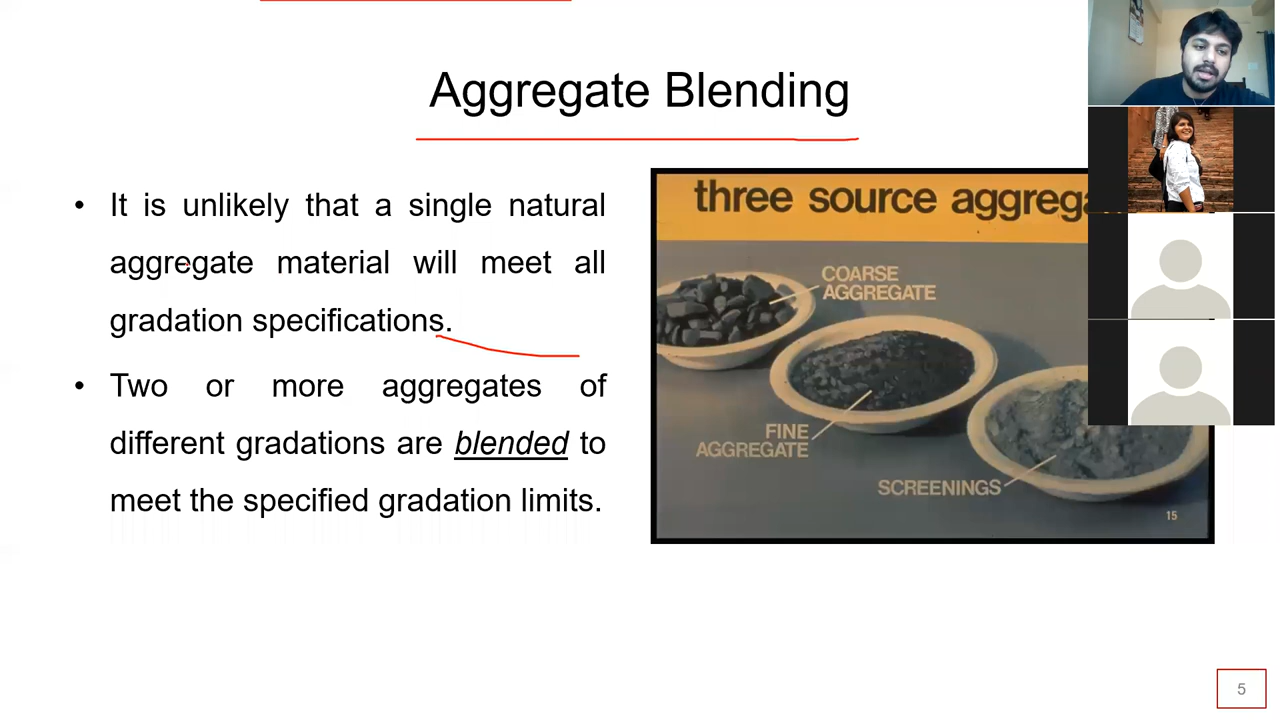 Aggregate Blending
• It is unlikely that a single natural
aggregate material will meet all
gradation specifications.
• Two or more aggregates of
different gradations are blended to
meet the specified gradation limits.
three source aggrega
COARSE
AGGREGATE
FINE
AGGREGATE
SCREENINGS
15
5